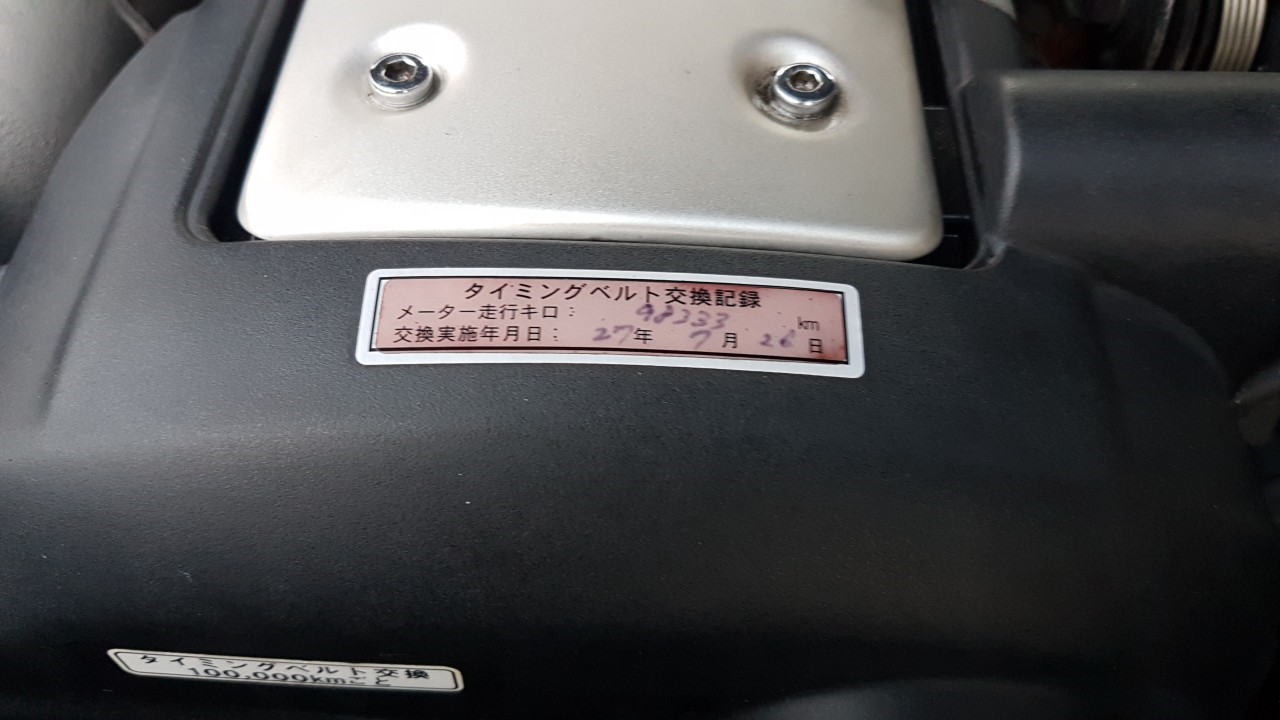 タイミングベルト交換記録
メーター走行キロ： 98333 km
交換実施年月日： 27年 7月 26日
タイミングベルト交換
100,000kmごと